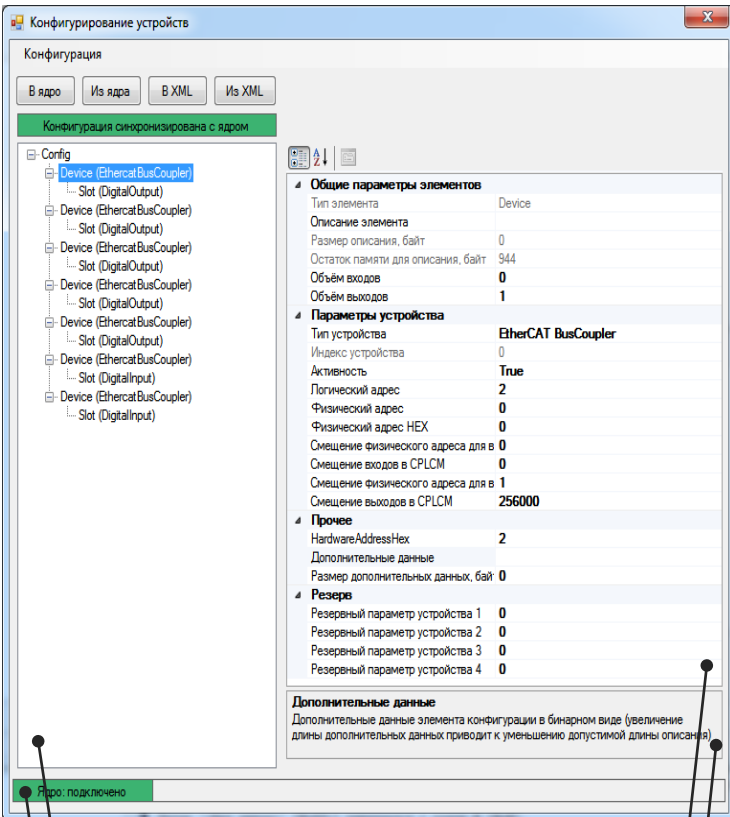 Конфигурирование устройств
Конфигурация
В ядро Из ядра В XML Из XML
Конфигурация синхронизирована с ядром
Config
Device (EthercatBusCoupler)
Slot (DigitalOutput)
Device (EthercatBusCoupler)
Slot (DigitalOutput)
Device (EthercatBusCoupler)
Slot (DigitalOutput)
Device (EthercatBusCoupler)
Slot (DigitalOutput)
Device (EthercatBusCoupler)
Slot (DigitalOutput)
Device (EthercatBusCoupler)
Slot (DigitalInput)
Device (EthercatBusCoupler)
Slot (DigitalInput)
Общие параметры элементов
Тип элемента Device
Описание элемента
Размер описания, байт 0
Остаток памяти для описания, байт 944
Объём входов 0
Объём выходов 1
Параметры устройства
Тип устройства EtherCAT BusCoupler
Индекс устройства 0
Активность True
Логический адрес 2
Физический адрес 0
Физический адрес HEX 0
Смещение физического адреса для в 0
Смещение входов в CPLCM 0
Смещение физического адреса для в 1
Смещение выходов в CPLCM 256000
Прочее
HardwareAddressHex 2
Дополнительные данные
Размер дополнительных данных, бай 0
Резерв
Резервный параметр устройства 1 0
Резервный параметр устройства 2 0
Резервный параметр устройства 3 0
Резервный параметр устройства 4 0
Дополнительные данные
Дополнительные данные элемента конфигурации в бинарном виде (увеличение
длины дополнительных данных приводит к уменьшению допустимой длины описания)
Ядро: подключено